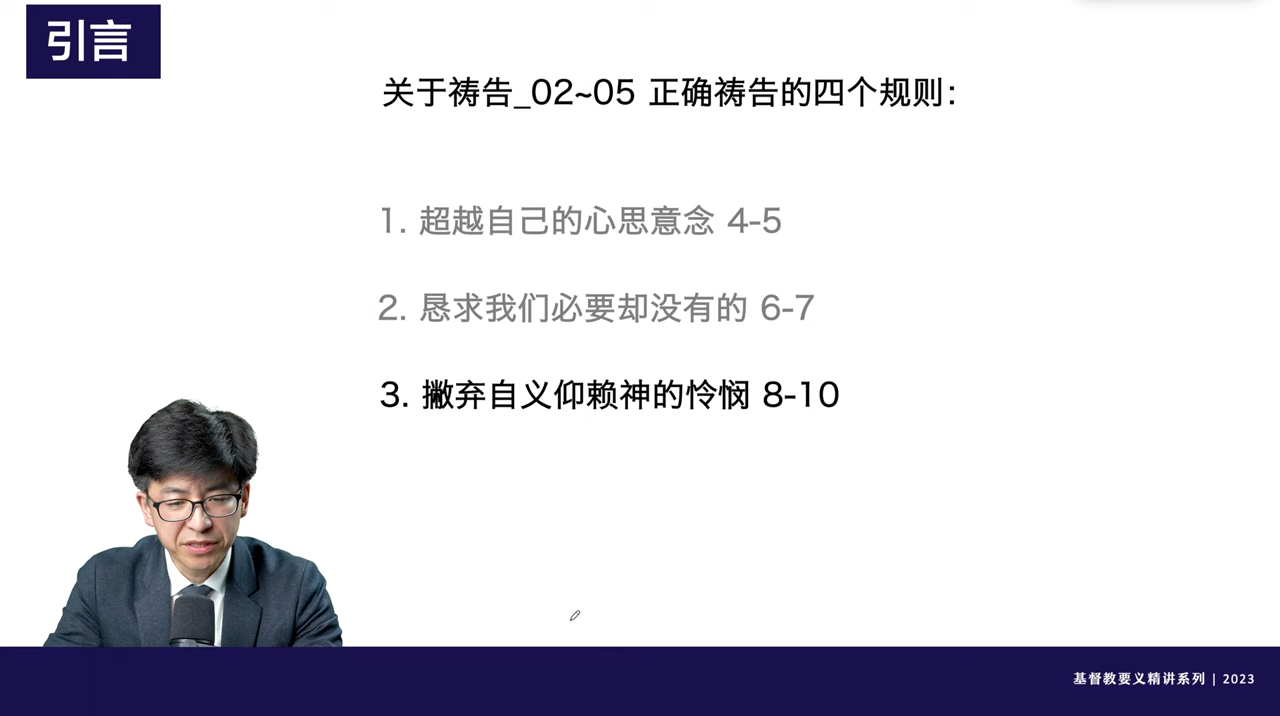 引言
关于祷告_02~05 正确祷告的四个规则：
1. 超越自己的心思意念 4-5
2. 恳求我们必要却没有的 6-7
3. 撇弃自义仰赖神的怜悯 8-10
基督教要义精讲系列 | 2023